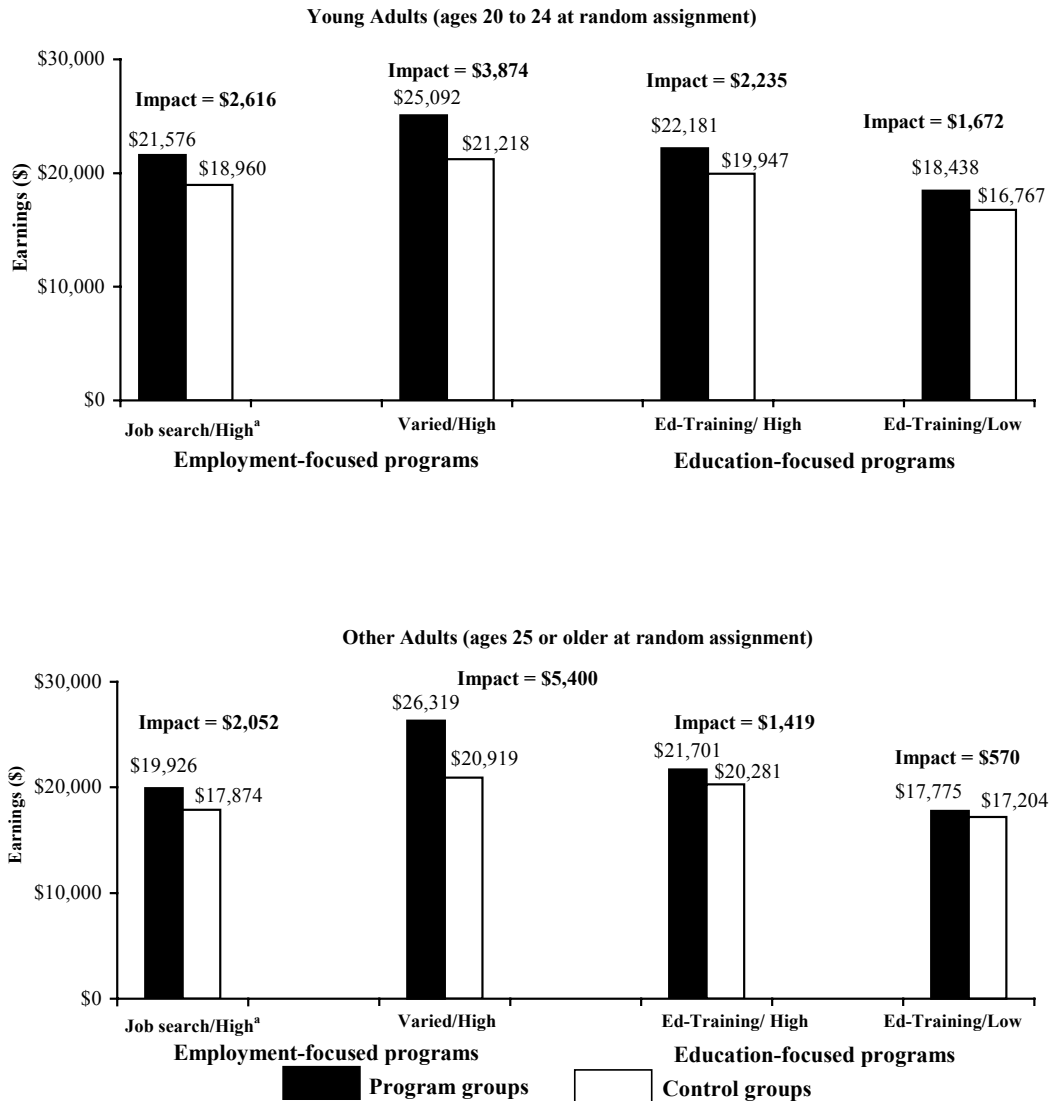 Young Adults (ages 20 to 24 at random assignment)
$30,000
Impact = $3,874
Impact = $2,235
Impact = $2,616
$25,092
Impact = $1,672
$21,576
$22,181
$21,218
$18,960
$19,947
$20,000
$18,438
$16,767
Earnings ($)
$10,000
$0
Job search/Highᵃ
Varied/High
Ed-Training/ High
Ed-Training/Low
Employment-focused programs
Education-focused programs
Other Adults (ages 25 or older at random assignment)
$30,000
Impact = $5,400
$26,319
Impact = $2,052
Impact = $1,419
$19,926
$20,919
$21,701
$20,281
Impact = $570
$20,000
$17,874
$17,775
$17,204
Earnings ($)
$10,000
$0
Job search/Highᵃ
Varied/High
Ed-Training/ High
Ed-Training/Low
Employment-focused programs
Education-focused programs
Program groups
Control groups